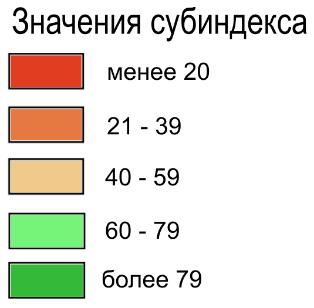 Значения субиндекса
менее 20
21 - 39
40 - 59
60 - 79
более 79